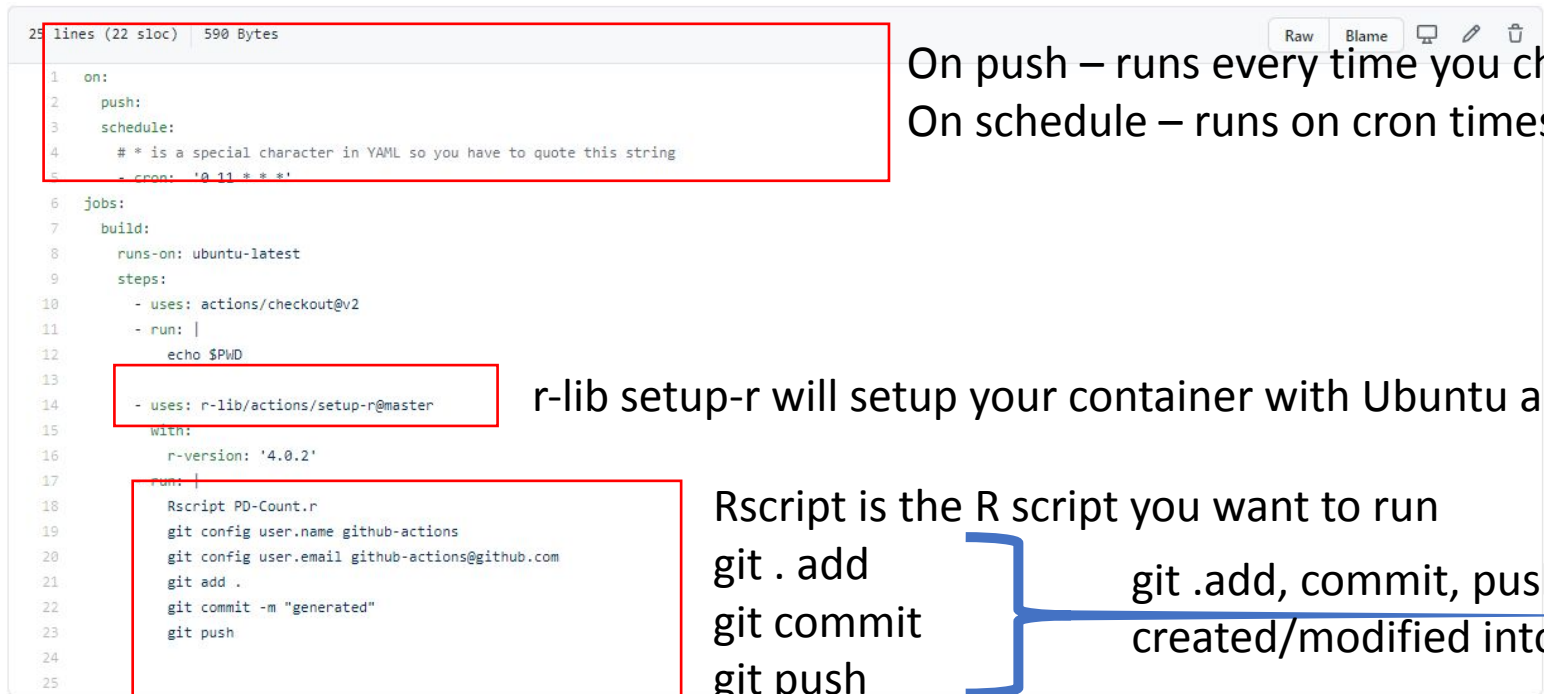 25 lines (22 sloc) 590 Bytes
Raw Blame
1 on:
2 push:
3 schedule:
4 # * is a special character in YAML so you have to quote this string
5 - cron: '0 11 * * *'
6 jobs:
7 build:
8 runs-on: ubuntu-latest
9 steps:
10 - uses: actions/checkout@v2
11 - run: |
12 echo $PWD
13
14 - uses: r-lib/actions/setup-r@master
15 with:
16 r-version: '4.0.2'
17 run: |
18 Rscript PD-Count.r
19 git config user.name github-actions
20 git config user.email github-actions@github.com
21 git add .
22 git commit -m "generated"
23 git push
24
25
On push – runs every time you ch
On schedule – runs on cron times
r-lib setup-r will setup your container with Ubuntu a
Rscript is the R script you want to run
git . add
git commit
git push
git .add, commit, pus
created/modified into